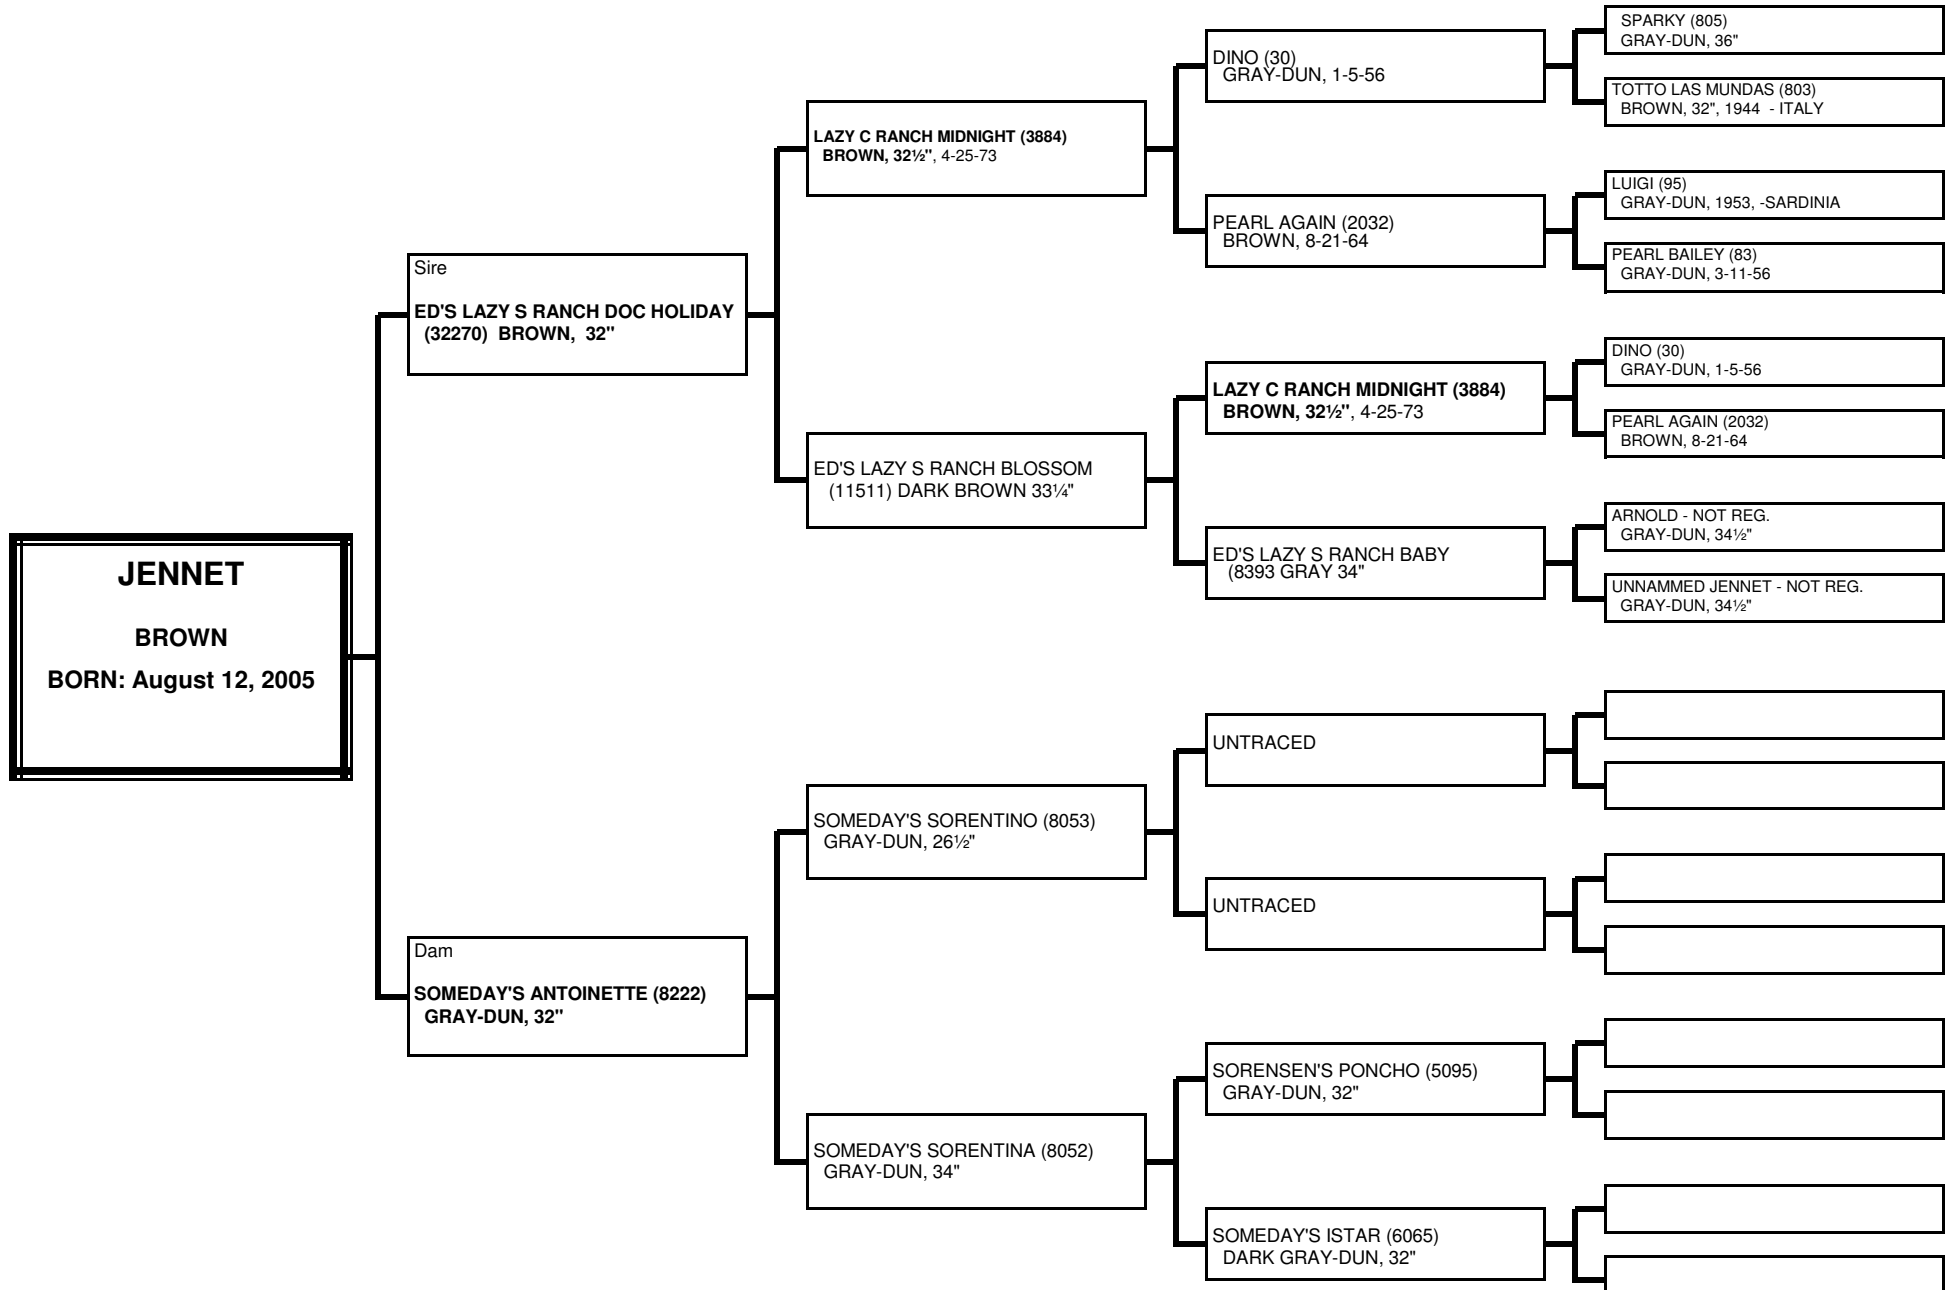 JENNET
BROWN
BORN: August 12, 2005
Sire
ED'S LAZY S RANCH DOC HOLIDAY
(32270) BROWN, 32"
Dam
SOMEDAY'S ANTOINETTE (8222)
GRAY-DUN, 32"
LAZY C RANCH MIDNIGHT (3884)
BROWN, 32½", 4-25-73
ED'S LAZY S RANCH BLOSSOM
(11511) DARK BROWN 33¼"
SOMEDAY'S SORENTINO (8053)
GRAY-DUN, 26½"
SOMEDAY'S SORENTINA (8052)
GRAY-DUN, 34"
DINO (30)
GRAY-DUN, 1-5-56
PEARL AGAIN (2032)
BROWN, 8-21-64
LAZY C RANCH MIDNIGHT (3884)
BROWN, 32½", 4-25-73
ED'S LAZY S RANCH BABY
(8393 GRAY 34"
UNTRACED
UNTRACED
SORENSEN'S PONCHO (5095)
GRAY-DUN, 32"
SOMEDAY'S ISTAR (6065)
DARK GRAY-DUN, 32"
SPARKY (805)
GRAY-DUN, 36"
TOTTO LAS MUNDAS (803)
BROWN, 32", 1944 - ITALY
LUIGI (95)
GRAY-DUN, 1953, -SARDINIA
PEARL BAILEY (83)
GRAY-DUN, 3-11-56
DINO (30)
GRAY-DUN, 1-5-56
PEARL AGAIN (2032)
BROWN, 8-21-64
ARNOLD - NOT REG.
GRAY-DUN, 34½"
UNNAMMED JENNET - NOT REG.
GRAY-DUN, 34½"